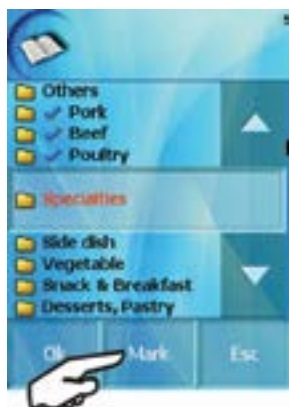 Others
Pork
Beef
Poultry
Specialties
Side dish
Vegetable
Snack & Breakfast
Desserts, Pastry
Ok Mark Esc